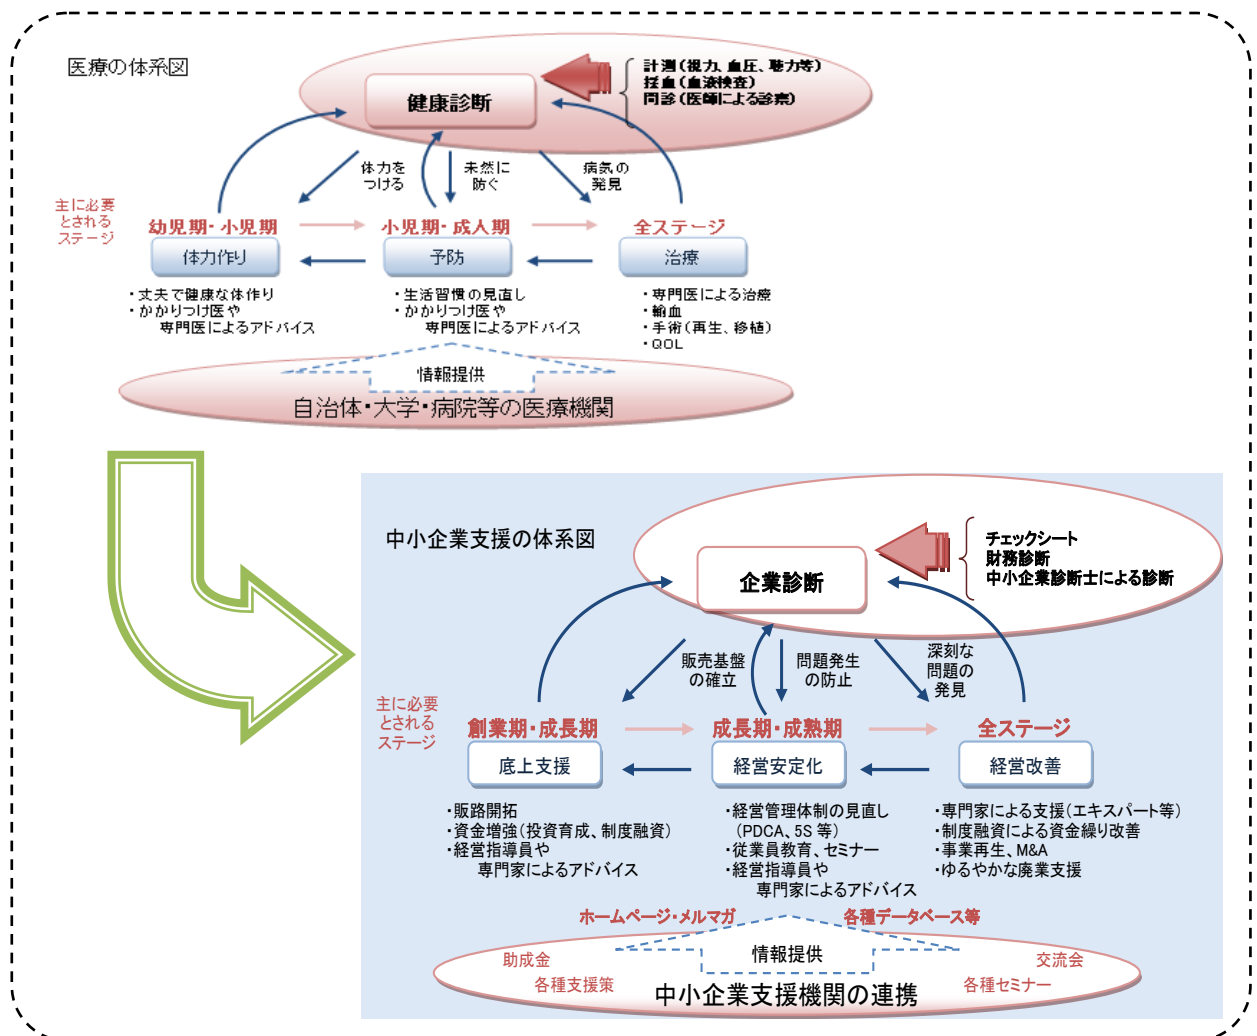 医療の体系図
健康診断
計測(視力、血圧、聴力等)
採血(血液検査)
問診(医師による診察)
体力を
つける
未然に
防ぐ
病気の
発見
主に必要
とされる
ステージ
幼児期・小児期
小児期・成人期
全ステージ
体力作り
予防
治療
・丈夫で健康な体作り
・かかりつけ医や
専門医によるアドバイス
・生活習慣の見直し
・かかりつけ医や
専門医によるアドバイス
・専門医による治療
・輸血
・手術(再生、移植)
・QOL
情報提供
自治体・大学・病院等の医療機関
中小企業支援の体系図
企業診断
チェックシート
財務診断
中小企業診断士による診断
販売基盤
の確立
問題発生
の防止
深刻な
問題の
発見
主に必要
とされる
ステージ
創業期・成長期
成長期・成熟期
全ステージ
底上支援
経営安定化
経営改善
・販路開拓
・資金増強(投資育成、制度融資)
・経営指導員や
専門家によるアドバイス
・経営管理体制の見直し
(PDCA、5S 等)
・従業員教育、セミナー
・経営指導員や
専門家によるアドバイス
・専門家による支援(エキスパート等)
・制度融資による資金繰り改善
・事業再生、M&A
・ゆるやかな廃業支援
ホームページ・メルマガ
各種データベース等
情報提供
助成金
各種支援策
交流会
各種セミナー
中小企業支援機関の連携